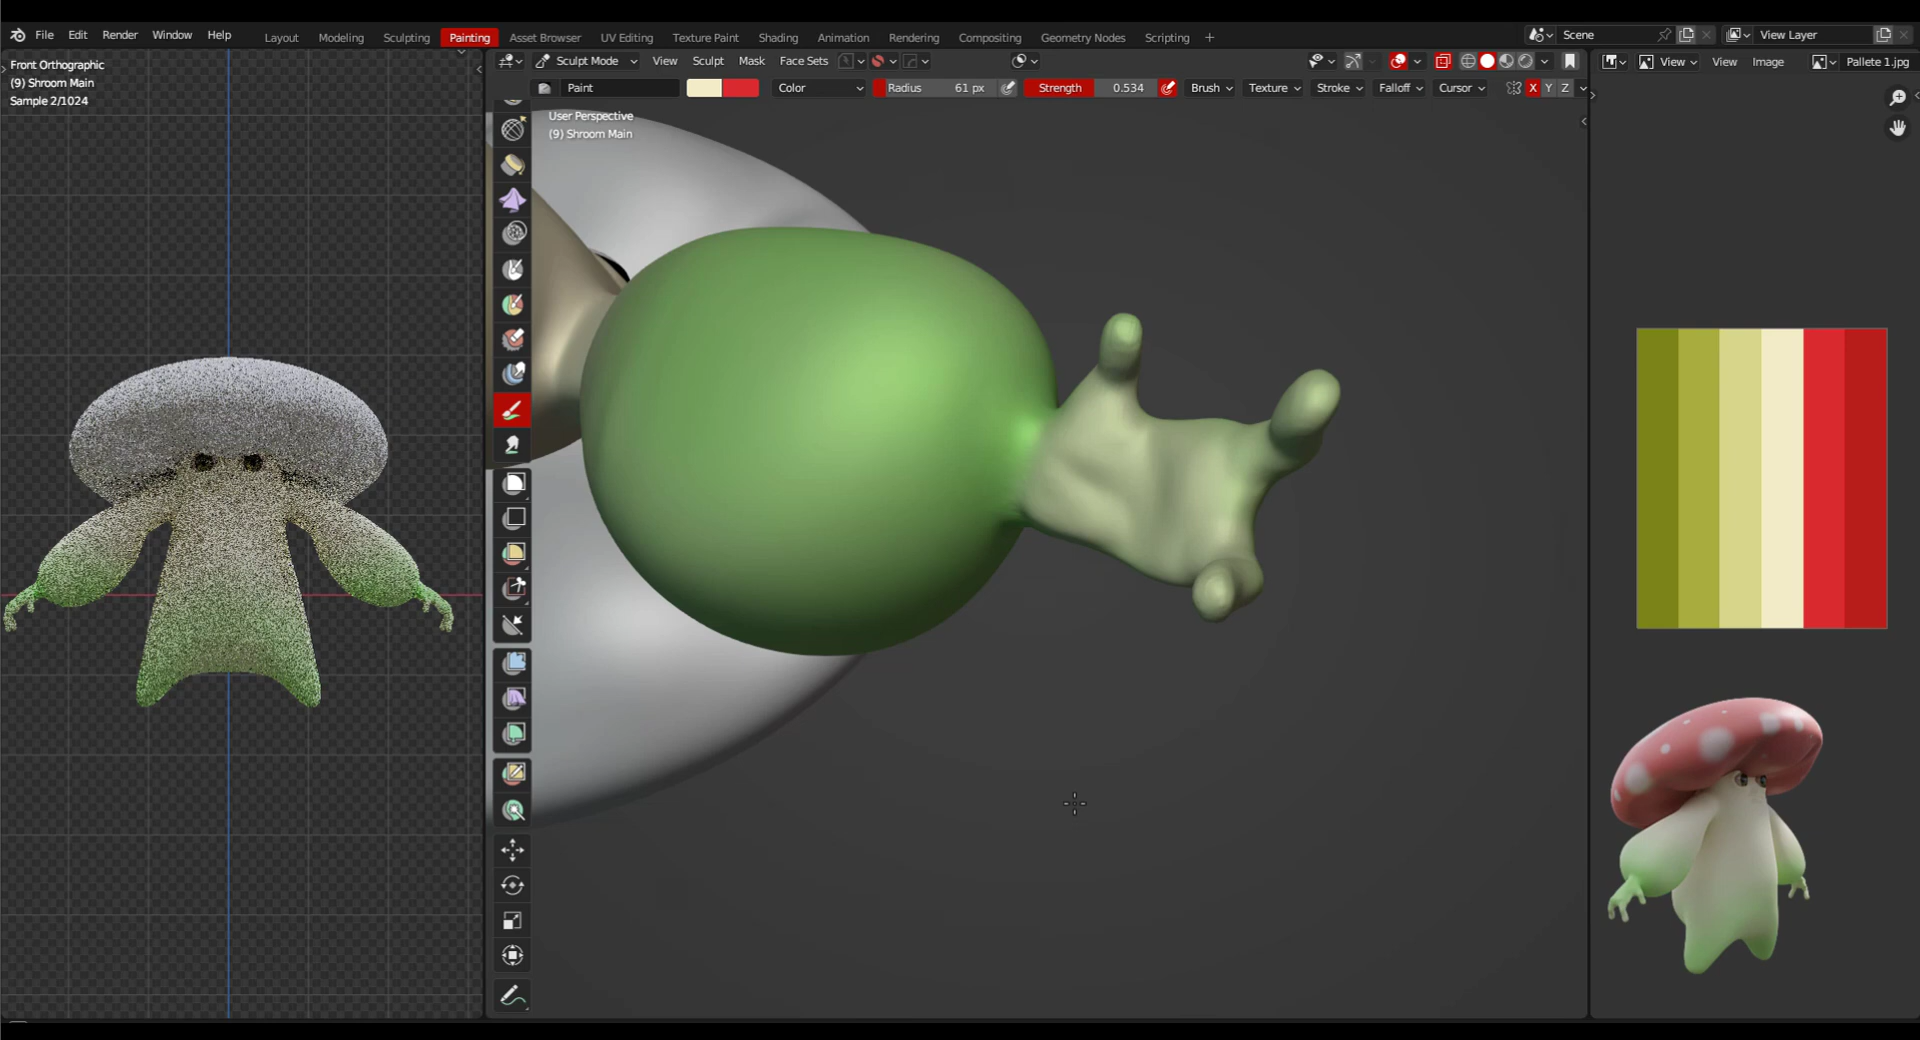 File Edit Render Window Help Layout Modeling Sculpting Painting Asset Browser UV Editing Texture Paint Shading Animation Rendering Compositing Geometry Nodes Scripting + Scene View Layer
Front Orthographic
(9) Shroom Main
Sample 2/1024
Sculpt Mode View Sculpt Mask Face Sets
Paint Color Radius 61 px Strength 0.534 Brush Texture Stroke Falloff Cursor X Y Z
User Perspective
(9) Shroom Main
View View Image Pallete 1.jpg